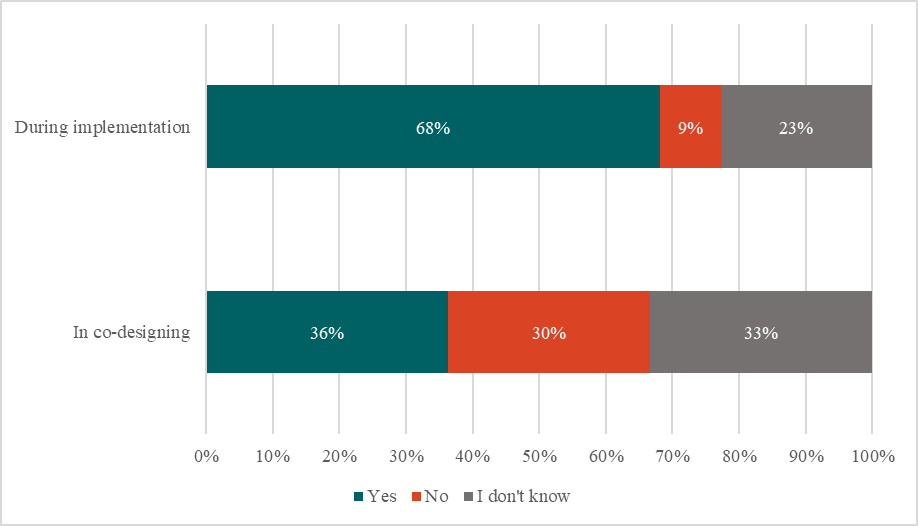 During implementation
68% 9% 23%
In co-designing
36% 30% 33%
0% 10% 20% 30% 40% 50% 60% 70% 80% 90% 100%
Yes No I don't know